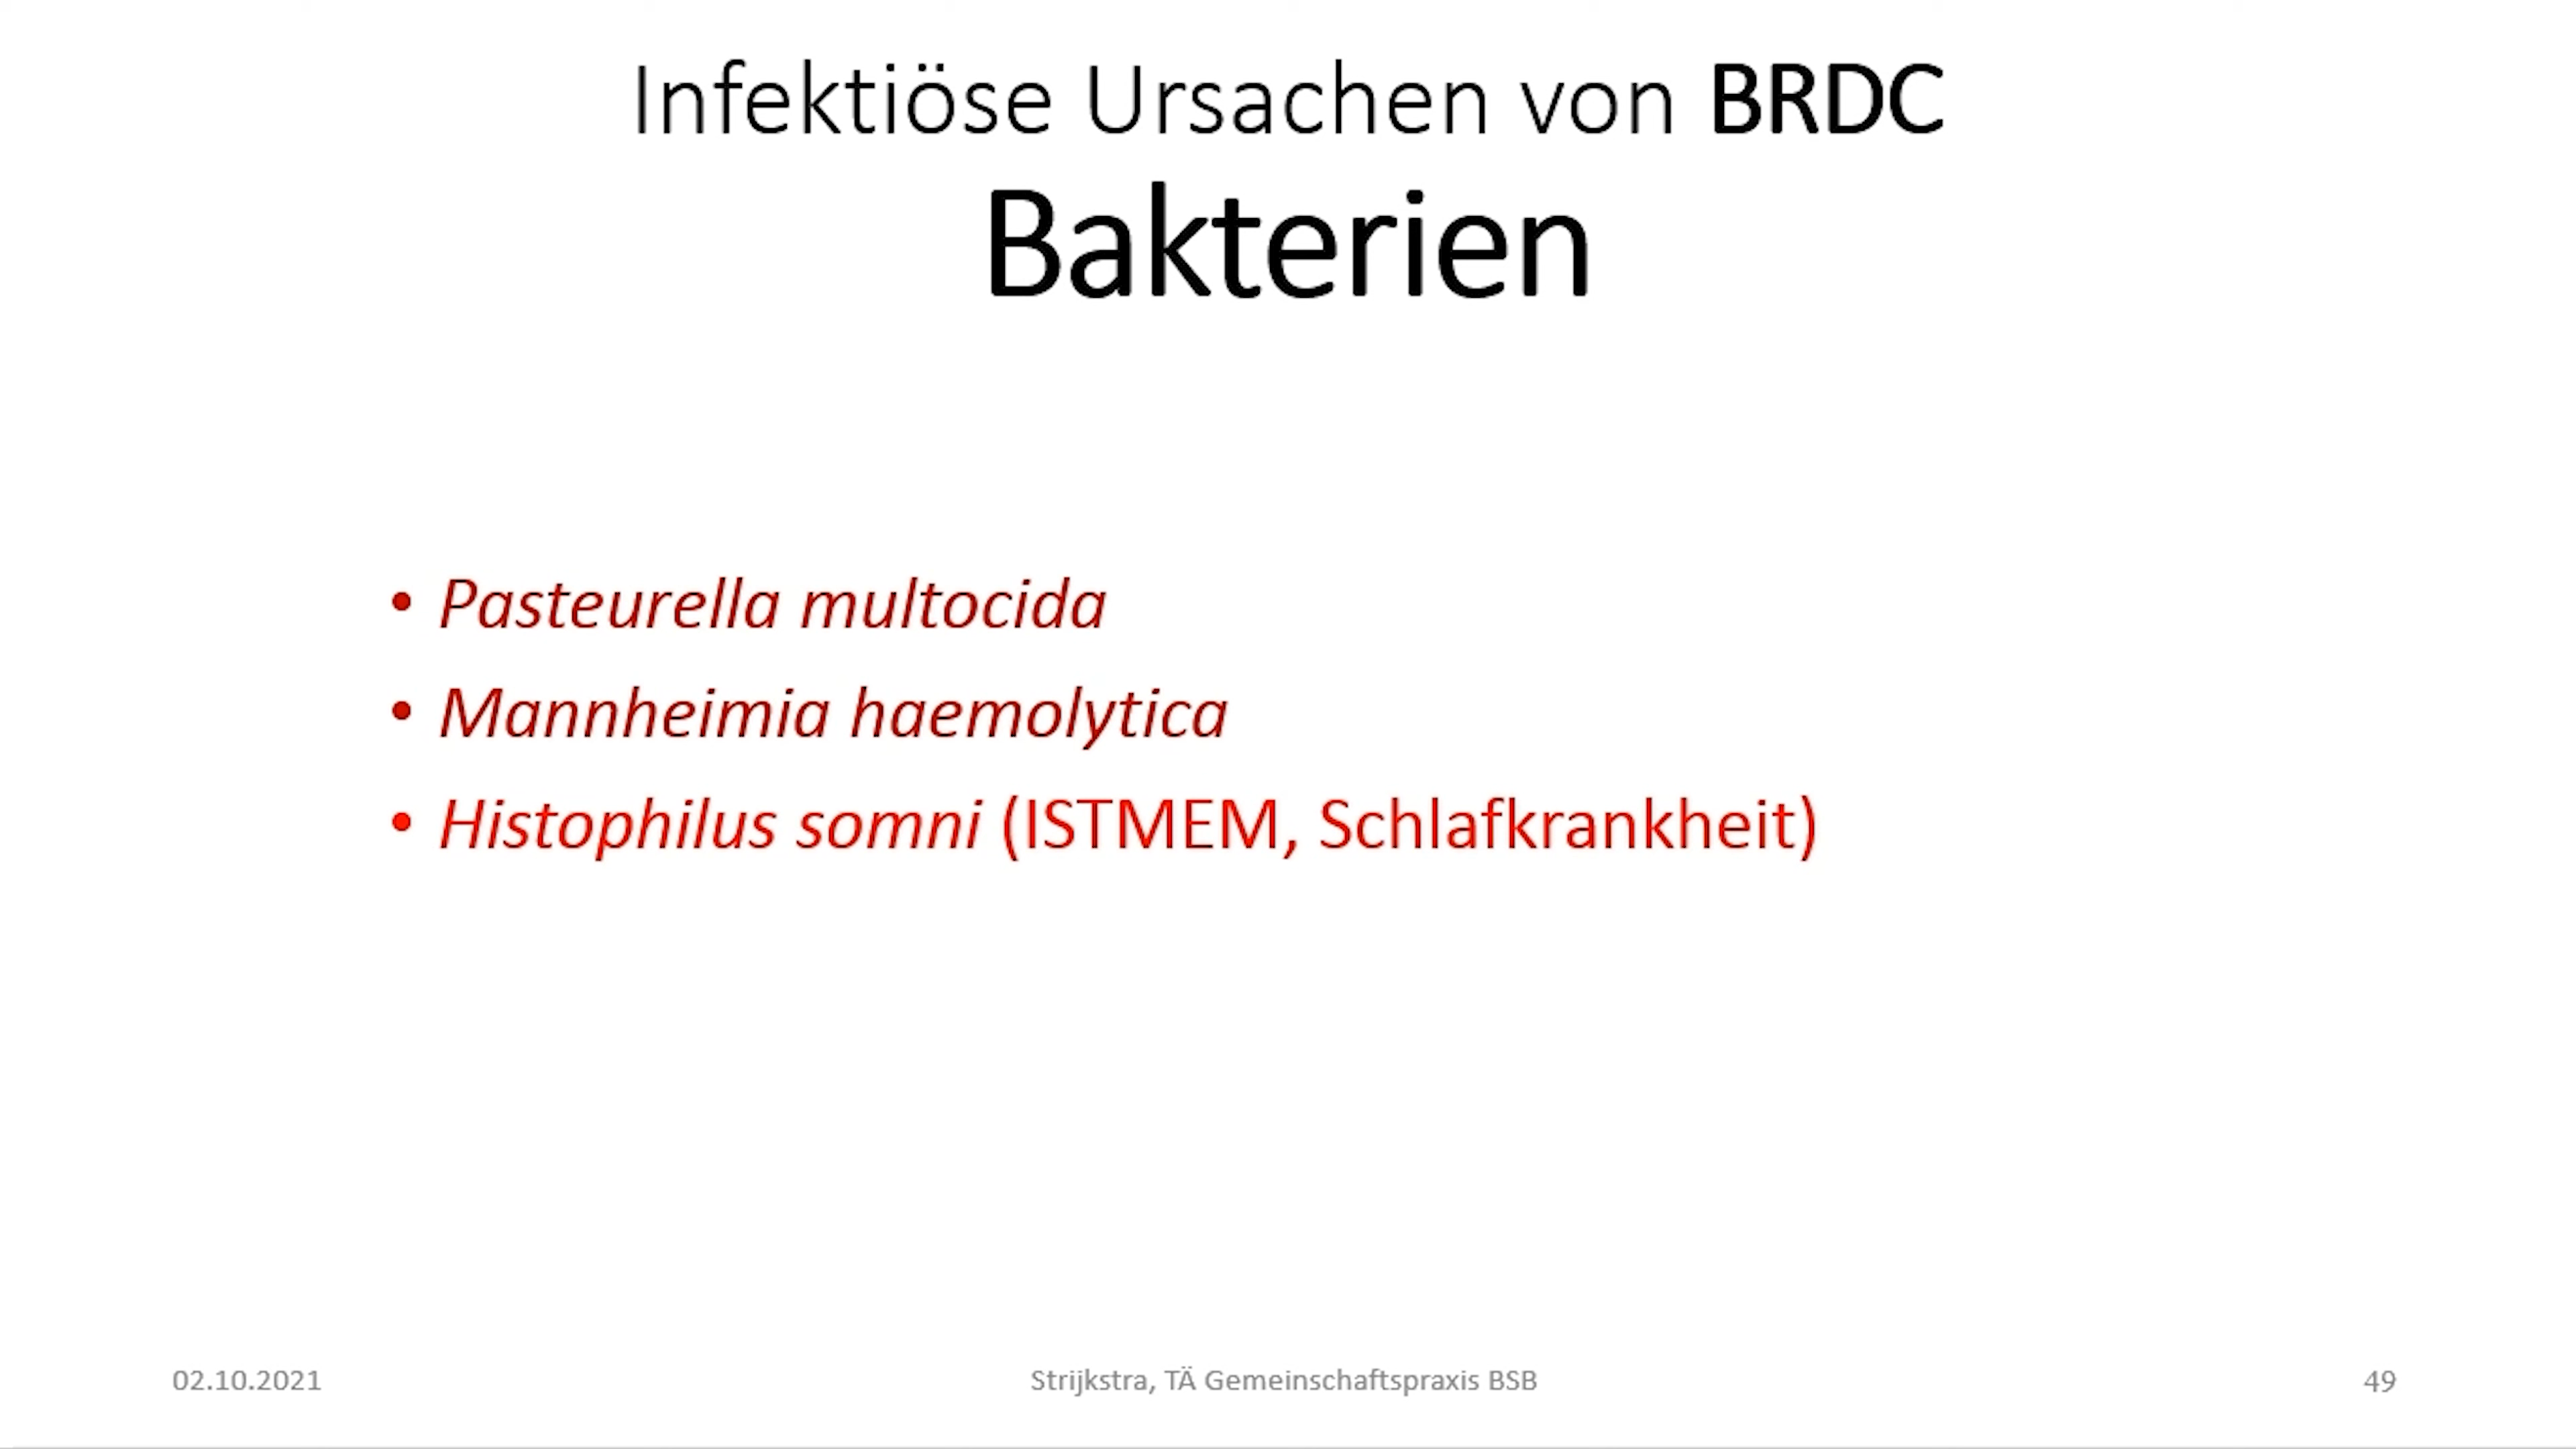 Infektiöse Ursachen von BRDC
Bakterien
• Pasteurella multocida
• Mannheimia haemolytica
• Histophilus somni (ISTMEM, Schlafkrankheit)
02.10.2021
Strijkstra, TÄ Gemeinschaftspraxis BSB
49